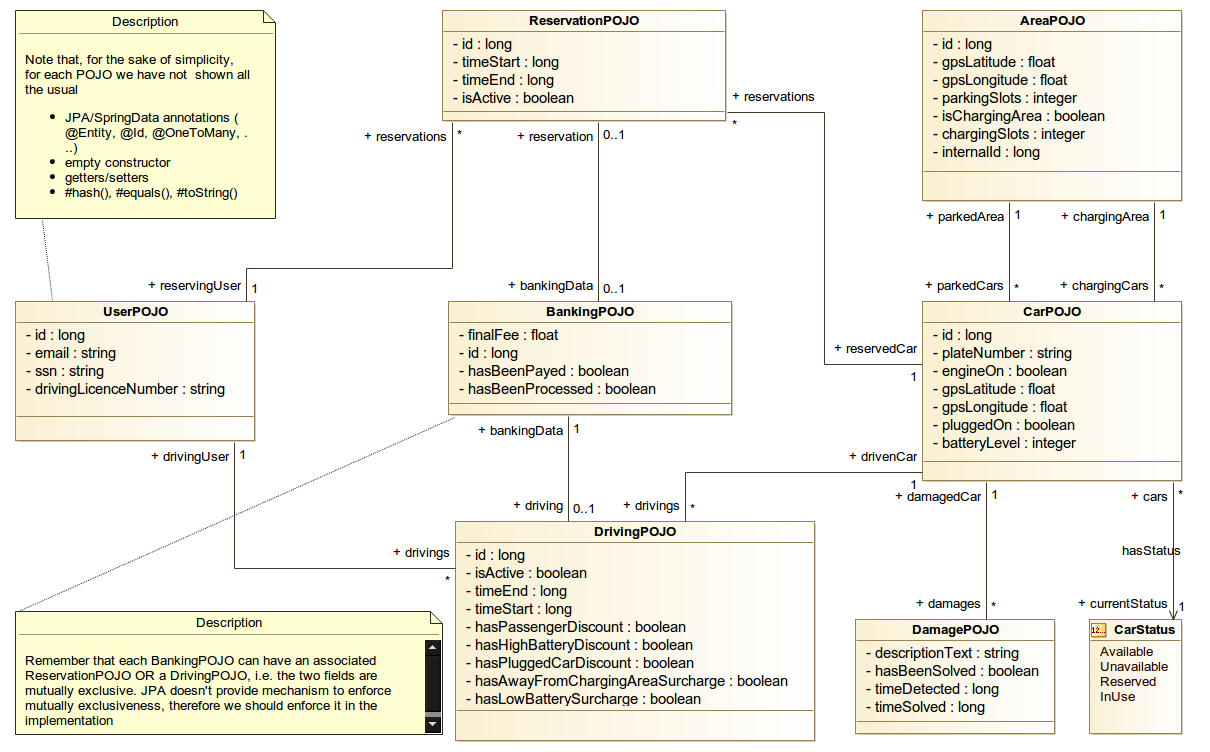 Description
Note that, for the sake of simplicity,
for each POJO we have not shown all
the usual
JPA/SpringData annotations (
@Entity, @Id, @OneToMany, .
..)
empty constructor
getters/setters
#hash(), #equals(), #toString()
ReservationPOJO
- id : long
- timeStart : long
- timeEnd : long
- isActive : boolean
AreaPOJO
- id : long
- gpsLatitude : float
- gpsLongitude : float
- parkingSlots : integer
- isChargingArea : boolean
- chargingSlots : integer
- internalId : long
+ reservations
*
+ reservations
*
+ reservation
0..1
+ parkedArea
1
+ chargingArea
1
+ reservingUser
1
+ bankingData
0..1
+ parkedCars
*
+ chargingCars
*
UserPOJO
- id : long
- email : string
- ssn : string
- drivingLicenceNumber : string
BankingPOJO
- finalFee : float
- id : long
- hasBeenPayed : boolean
- hasBeenProcessed : boolean
+ reservedCar
1
CarPOJO
- id : long
- plateNumber : string
- engineOn : boolean
- gpsLatitude : float
- gpsLongitude : float
- pluggedOn : boolean
- batteryLevel : integer
+ drivingUser
1
+ bankingData
1
+ drivenCar
1
+ damagedCar
1
+ cars
*
+ driving
0..1
+ drivings
*
+ drivings
*
hasStatus
DrivingPOJO
- id : long
- isActive : boolean
- timeEnd : long
- timeStart : long
- hasPassengerDiscount : boolean
- hasHighBatteryDiscount : boolean
- hasPluggedCarDiscount : boolean
- hasAwayFromChargingAreaSurcharge : boolean
- hasLowBatterySurcharge : boolean
+ damages
*
+ currentStatus
1
DamagePOJO
- descriptionText : string
- hasBeenSolved : boolean
- timeDetected : long
- timeSolved : long
12... CarStatus
Available
Unavailable
Reserved
InUse
Description
Remember that each BankingPOJO can have an associated
ReservationPOJO OR a DrivingPOJO, i.e. the two fields are
mutually exclusive. JPA doesn't provide mechanism to enforce
mutually exclusiveness, therefore we should enforce it in the
implementation